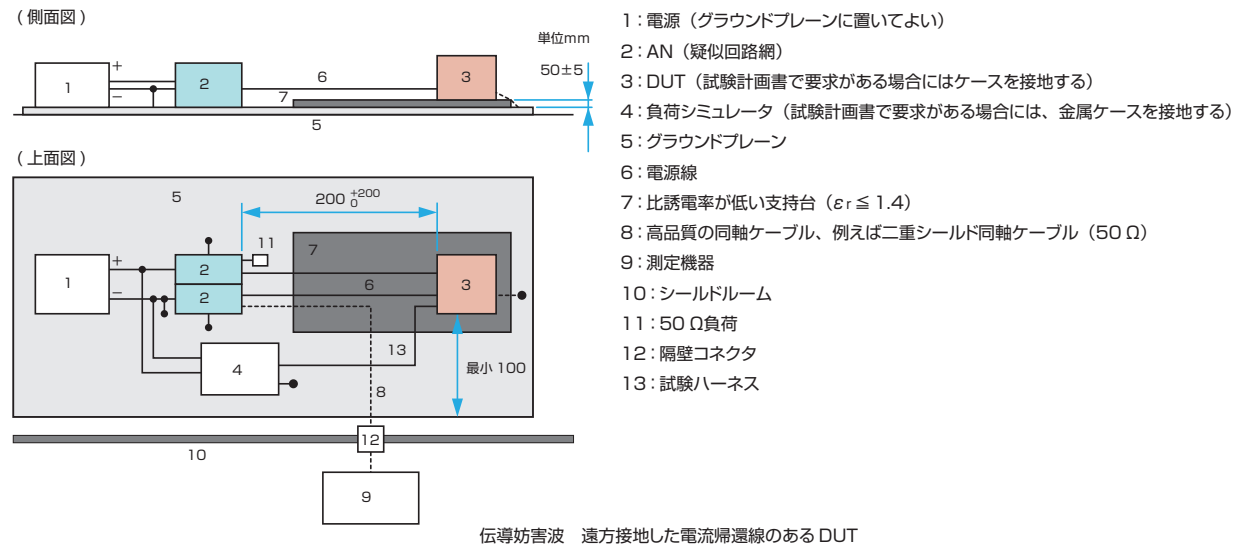 (側面図)
単位mm
50±5
1
+
−
2
6
7
3
5
(上面図)
5
200 +200 0
11
7
1
+
−
2
2
6
3
13
4
8
最小 100
12
10
9
1：電源（グラウンドプレーンに置いてよい）
2：AN（疑似回路網）
3：DUT（試験計画書で要求がある場合にはケースを接地する）
4：負荷シミュレータ（試験計画書で要求がある場合には、金属ケースを接地する）
5：グラウンドプレーン
6：電源線
7：比誘電率が低い支持台（εr≦1.4）
8：高品質の同軸ケーブル、例えば二重シールド同軸ケーブル（50 Ω）
9：測定機器
10：シールドルーム
11：50 Ω負荷
12：隔壁コネクタ
13：試験ハーネス
伝導妨害波　遠方接地した電流帰還線のある DUT